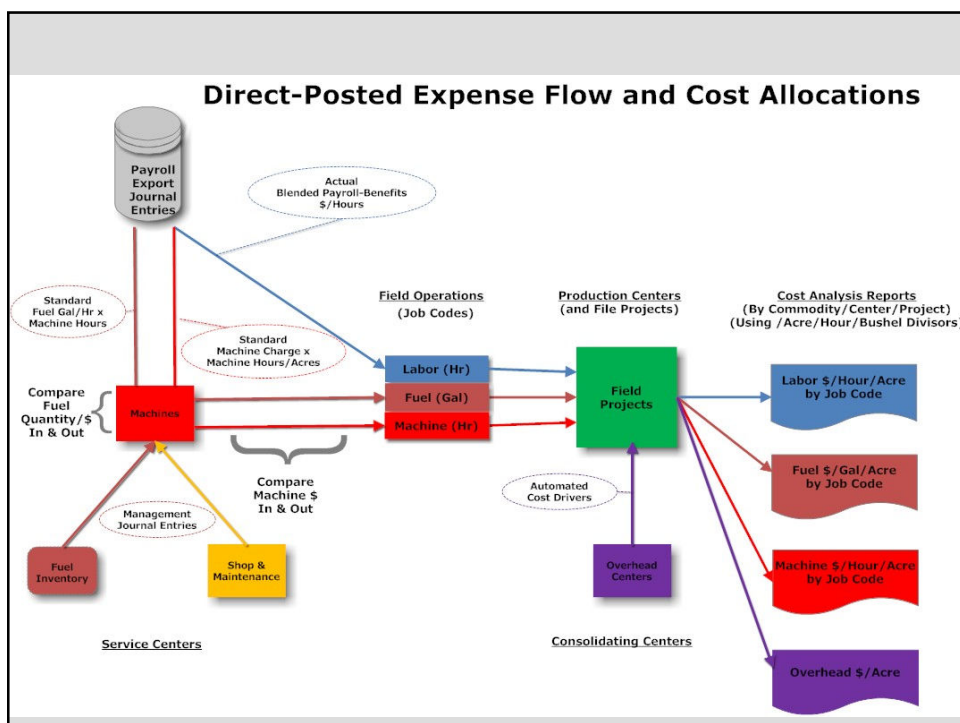 Direct-Posted Expense Flow and Cost Allocations
Payroll
Export
Journal
Entries
Actual
Blended Payroll-Benefits
$/Hours
Standard
Fuel Gal/Hr x
Machine Hours
Standard
Machine Charge x
Machine Hours/Acres
Field Operations
(Job Codes)
Production Centers
(and File Projects)
Cost Analysis Reports
(By Commodity/Center/Project)
(Using /Acre/Hour/Bushel Divisors)
Compare
Fuel
Quantity/$
In & Out
Machines
Labor (Hr)
Fuel (Gal)
Machine (Hr)
Field
Projects
Labor $/Hour/Acre
by Job Code
Compare
Machine $
In & Out
Automated
Cost Drivers
Fuel $/Gal/Acre
by Job Code
Management
Journal Entries
Fuel
Inventory
Shop &
Maintenance
Overhead
Centers
Machine $/Hour/Acre
by Job Code
Service Centers
Consolidating Centers
Overhead $/Acre